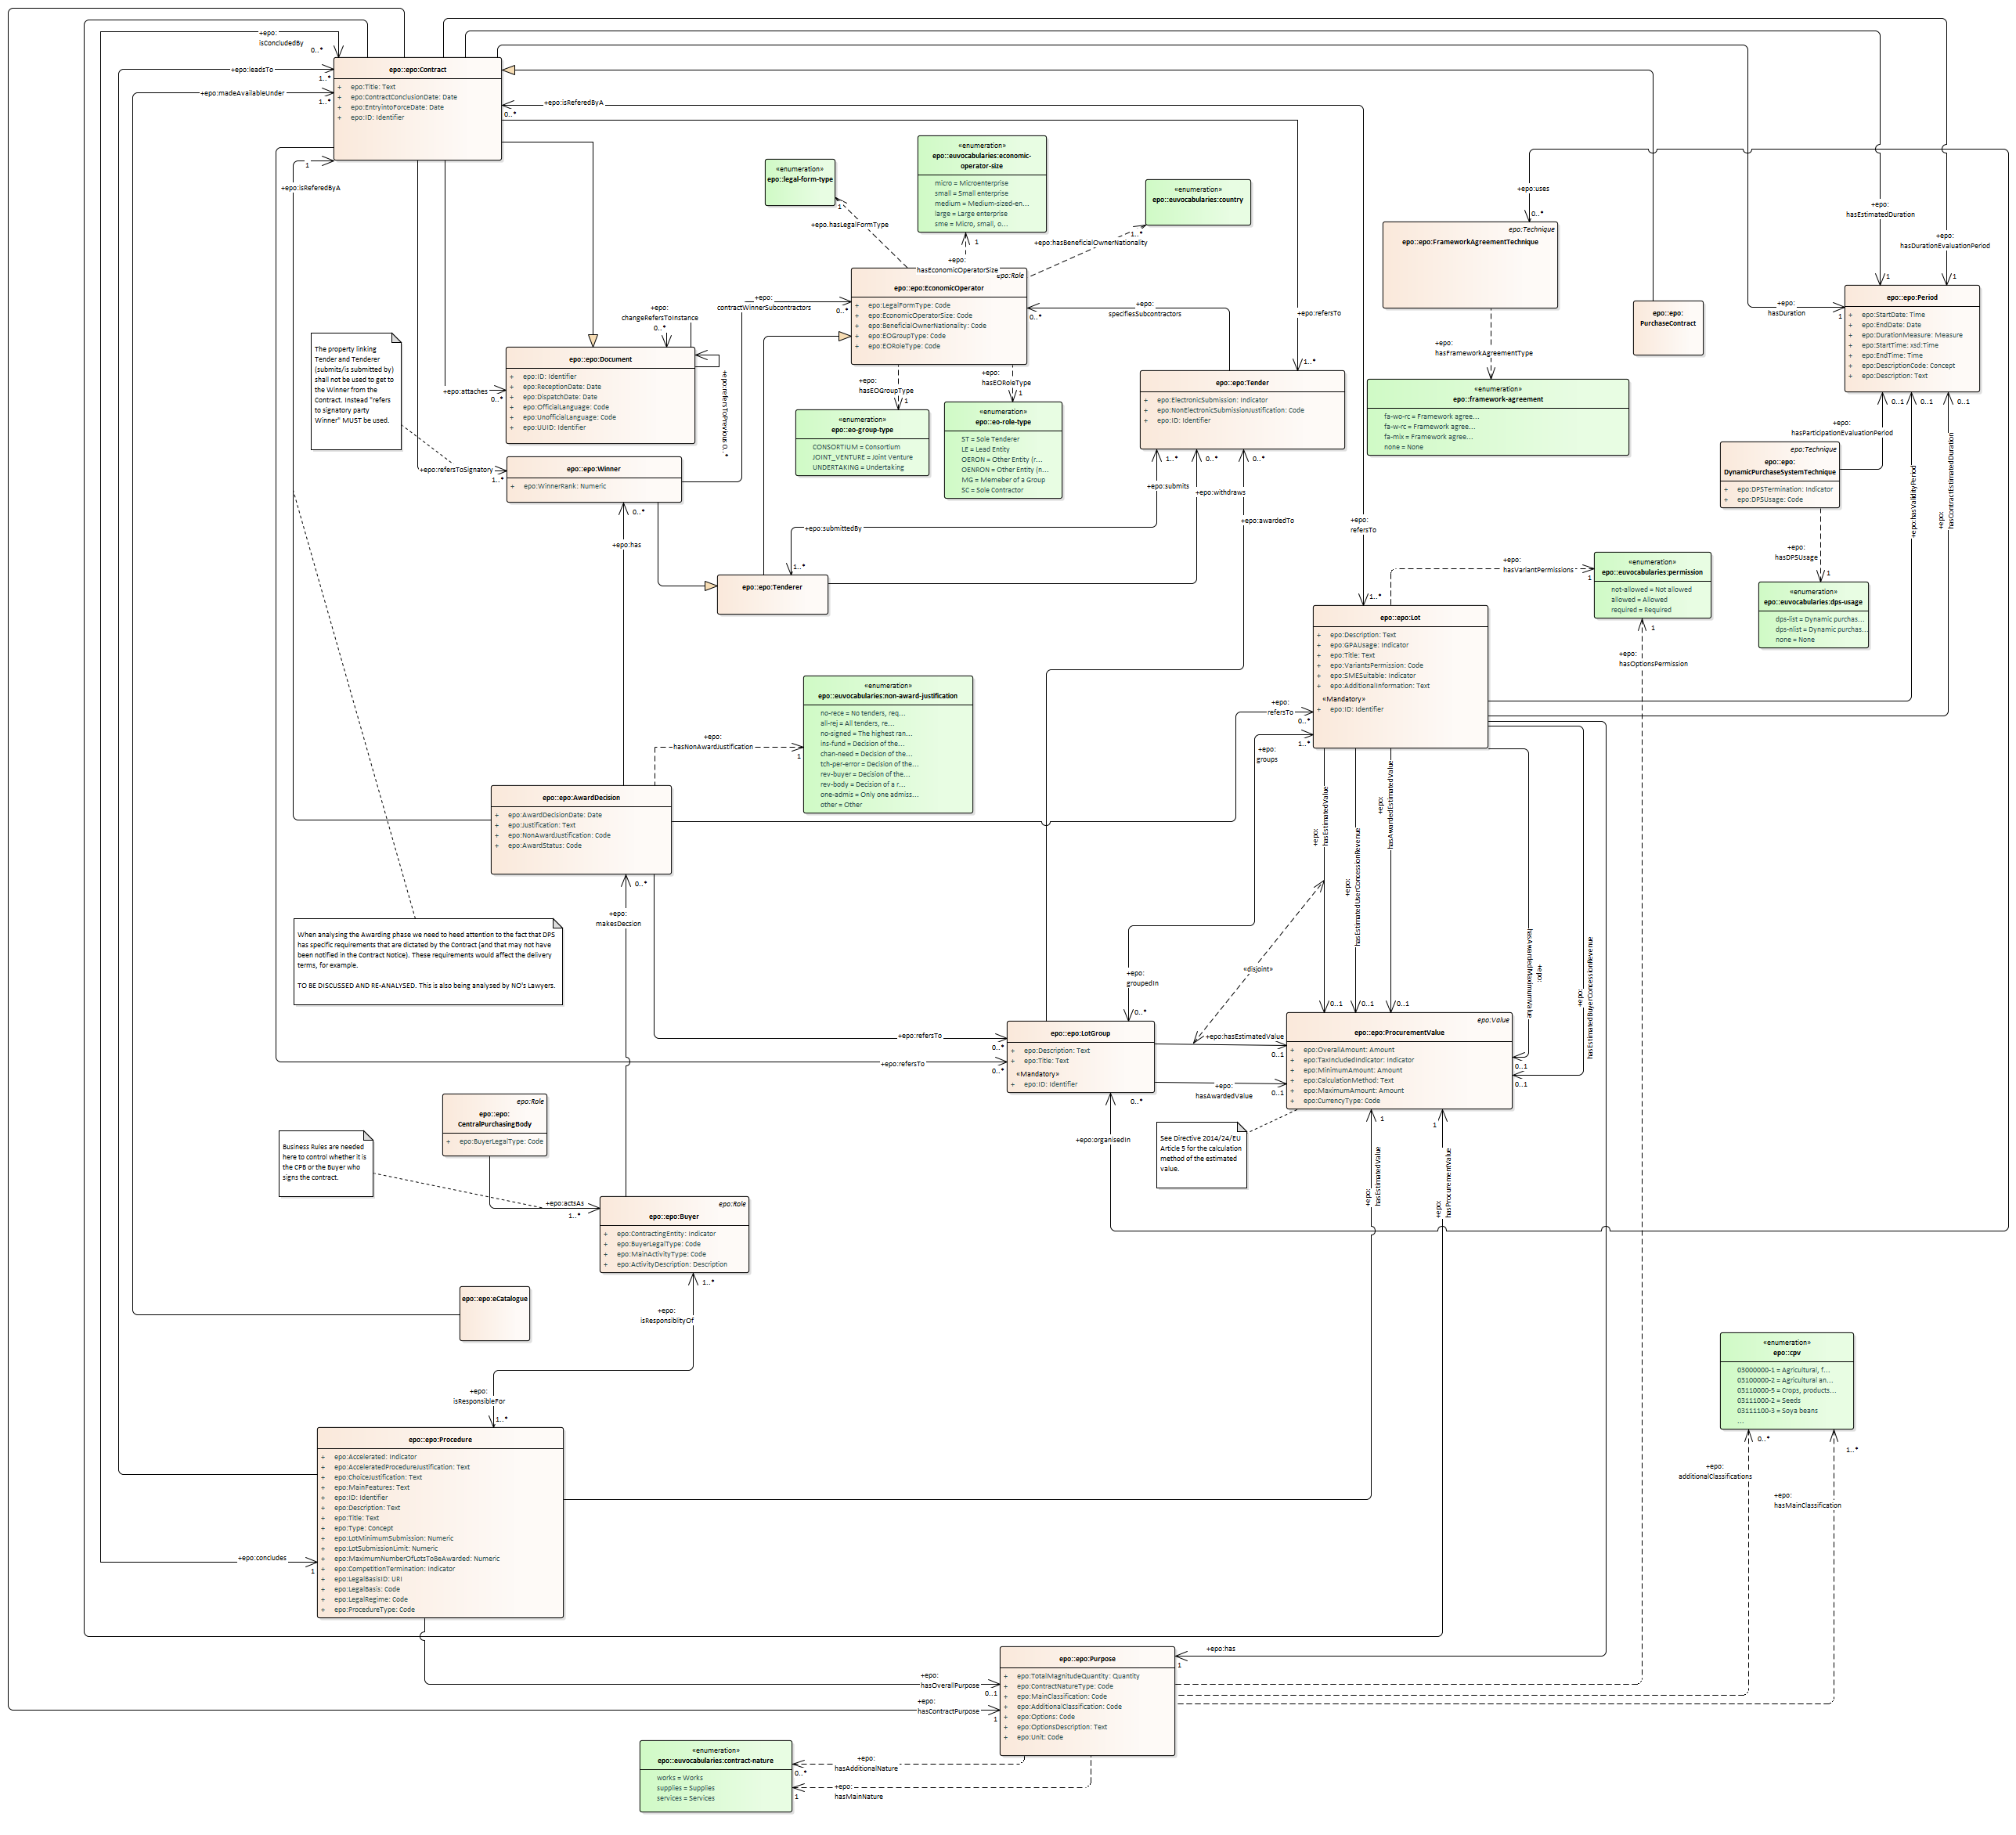 +epo:
isConcludedBy
0..*
+epo:leadsTo
1..*
+epo:madeAvailableUnder
1..*
epo::epo:Contract
+ epo:Title: Text
+ epo:ContractConclusionDate: Date
+ epo:EntryintoForceDate: Date
+ epo:ID: Identifier
+epo:isReferedByA
0..*
1
+epo:isReferedByA
«enumeration»
epo::legal-form-type
«enumeration»
epo::euvocabularies:economic-
operator-size
micro = Microenterprise
small = Small enterprise
medium = Medium-sized-en...
large = Large enterprise
sme = Micro, small, o...
«enumeration»
epo::euvocabularies:country
1
+epo.hasLegalFormType
1
+epo:
hasEconomicOperatorSize
1..*
+epo:hasBeneficialOwnerNationality
+epo:uses
0..*
+epo:
hasEstimatedDuration
1
+epo:
hasDurationEvaluationPeriod
1
epo:Technique
epo::epo:FrameworkAgreementTechnique
epo:Role
epo::epo:EconomicOperator
+ epo:LegalFormType: Code
+ epo:EconomicOperatorSize: Code
+ epo:BeneficialOwnerNationality: Code
+ epo:EOGroupType: Code
+ epo:EORoleType: Code
+epo:
contractWinnerSubcontractors
0..*
+epo:
specifiesSubcontractors
0..*
+epo:refersTo
1..*
epo::epo:
PurchaseContract
+epo:
hasDuration
1
epo::epo:Period
+ epo:StartDate: Time
+ epo:EndDate: Date
+ epo:DurationMeasure: Measure
+ epo:StartTime: xsd:Time
+ epo:EndTime: Time
+ epo:DescriptionCode: Concept
+ epo:Description: Text
+epo:
changeRefersToInstance
0..*
The property linking
Tender and Tenderer
(submits/is submitted by)
shall not be used to get to
the Winner from the
Contract. Instead "refers
to signatory party
Winner" MUST be used.
epo::epo:Document
+ epo:ID: Identifier
+ epo:ReceptionDate: Date
+ epo:DispatchDate: Date
+ epo:OfficialLanguage: Code
+ epo:UnofficialLanguage: Code
+ epo:UUID: Identifier
+epo:attaches
0..*
+epo:refersToPrevious 0..*
+epo:
hasEOGroupType
1
+epo:
hasEORoleType
1
«enumeration»
epo::eo-group-type
CONSORTIUM = Consortium
JOINT_VENTURE = Joint Venture
UNDERTAKING = Undertaking
«enumeration»
epo::eo-role-type
ST = Sole Tenderer
LE = Lead Entity
OERON = Other Entity (r...
OENRON = Other Entity (n...
MG = Memeber of a Group
SC = Sole Contractor
epo::epo:Tender
+ epo:ElectronicSubmission: Indicator
+ epo:NonElectronicSubmissionJustification: Code
+ epo:ID: Identifier
+epo:
hasFrameworkAgreementType
«enumeration»
epo::framework-agreement
fa-wo-rc = Framework agree...
fa-w-rc = Framework agree...
fa-mix = Framework agree...
none = None
0..1
0..1
0..1
+epo:
hasParticipationEvaluationPeriod
epo:Technique
epo::epo:
DynamicPurchaseSystemTechnique
+ epo:DPSTermination: Indicator
+ epo:DPSUsage: Code
+epo:hasValidityPeriod
+epo:
hasContractEstimatedDuration
+epo:refersToSignatory
1..*
epo::epo:Winner
+ epo:WinnerRank: Numeric
0..*
+epo:has
1..*
+epo:submits
0..*
+epo:withdraws
0..*
+epo:awardedTo
+epo:submittedBy
1..*
epo::epo:Tenderer
+epo:
refersTo
1..*
+epo:
hasVariantPermissions
1
«enumeration»
epo::euvocabularies:permission
not-allowed = Not allowed
allowed = Allowed
required = Required
1
+epo:
hasOptionsPermission
+epo:
hasDPSUsage
1
«enumeration»
epo::euvocabularies:dps-usage
dps-list = Dynamic purchas...
dps-nlist = Dynamic purchas...
none = None
epo::epo:Lot
+ epo:Description: Text
+ epo:GPAUsage: Indicator
+ epo:Title: Text
+ epo:VariantsPermission: Code
+ epo:SMESuitable: Indicator
+ epo:AdditionalInformation: Text
«Mandatory»
+ epo:ID: Identifier
«enumeration»
epo::euvocabularies:non-award-justification
no-rece = No tenders, req...
all-rej = All tenders, re...
no-signed = The highest ran...
ins-fund = Decision of the...
chan-need = Decision of the...
tch-per-error = Decision of the...
rev-buyer = Decision of the...
rev-body = Decision of a r...
one-admis = Only one admiss...
other = Other
+epo:
hasNonAwardJustification
1
+epo:
refersTo
0..*
+epo:
groups
1..*
epo::epo:AwardDecision
+ epo:AwardDecisionDate: Date
+ epo:Justification: Text
+ epo:NonAwardJustification: Code
+ epo:AwardStatus: Code
+epo:
hasEstimatedValue
0..1
+epo:
hasEstimatedUserConcessionRevenue
0..1
+epo:
hasAwardedEstimatedValue
0..1
+epo:
hasAwardedMaximumValue
0..1
+epo:
hasEstimatedBuyerConcessionRevenue
0..1
0..*
+epo:
makesDecsion
When analysing the Awarding phase we need to heed attention to the fact that DPS
has specific requirements that are dictated by the Contract (and that may not have
been notified in the Contract Notice). These requirements would affect the delivery
terms, for example.
TO BE DISCUSSED AND RE-ANALYSED. This is also being analysed by NO's Lawyers.
«disjoint»
+epo:
groupedIn
0..*
+epo:refersTo
0..*
+epo:refersTo
0..*
epo::epo:LotGroup
+ epo:Description: Text
+ epo:Title: Text
«Mandatory»
+ epo:ID: Identifier
+epo:hasEstimatedValue
0..1
+epo:
hasAwardedValue
0..1
epo:Value
epo::epo:ProcurementValue
+ epo:OverallAmount: Amount
+ epo:TaxIncludedIndicator: Indicator
+ epo:MinimumAmount: Amount
+ epo:CalculationMethod: Text
+ epo:MaximumAmount: Amount
+ epo:CurrencyType: Code
0..*
+epo:organisedIn
See Directive 2014/24/EU
Article 5 for the calculation
method of the estimated
value.
1
+epo:
hasEstimatedValue
1
+epo:
hasProcurementValue
epo:Role
epo::epo:
CentralPurchasingBody
+ epo:BuyerLegalType: Code
Business Rules are needed
here to control whether it is
the CPB or the Buyer who
signs the contract.
+epo:actsAs
1..*
epo:Role
epo::epo:Buyer
+ epo:ContractingEntity: Indicator
+ epo:BuyerLegalType: Code
+ epo:MainActivityType: Code
+ epo:ActivityDescription: Description
1..*
+epo:
isResponsiblityOf
epo::epo:eCatalogue
+epo:
isResponsibleFor
1..*
epo::epo:Procedure
+ epo:Accelerated: Indicator
+ epo:AcceleratedProcedureJustification: Text
+ epo:ChoiceJustification: Text
+ epo:MainFeatures: Text
+ epo:ID: Identifier
+ epo:Description: Text
+ epo:Title: Text
+ epo:Type: Concept
+ epo:LotMinimumSubmission: Numeric
+ epo:LotSubmissionLimit: Numeric
+ epo:MaximumNumberOfLotsToBeAwarded: Numeric
+ epo:CompetitionTermination: Indicator
+ epo:LegalBasisID: URI
+ epo:LegalBasis: Code
+ epo:LegalRegime: Code
+ epo:ProcedureType: Code
+epo:concludes
1
«enumeration»
epo::cpv
03000000-1 = Agricultural, f...
03100000-2 = Agricultural an...
03110000-5 = Crops, products...
03111000-2 = Seeds
03111100-3 = Soya beans
...
0..*
+epo:
additionalClassifications
1..*
+epo:
hasMainClassification
+epo:has
1
epo::epo:Purpose
+ epo:TotalMagnitudeQuantity: Quantity
+ epo:ContractNatureType: Code
+ epo:MainClassification: Code
+ epo:AdditionalClassification: Code
+ epo:Options: Code
+ epo:OptionsDescription: Text
+ epo:Unit: Code
+epo:
hasOverallPurpose
0..1
+epo:
hasContractPurpose
1
«enumeration»
epo::euvocabularies:contract-nature
works = Works
supplies = Supplies
services = Services
+epo:
hasAdditionalNature
0..*
+epo:
hasMainNature
1